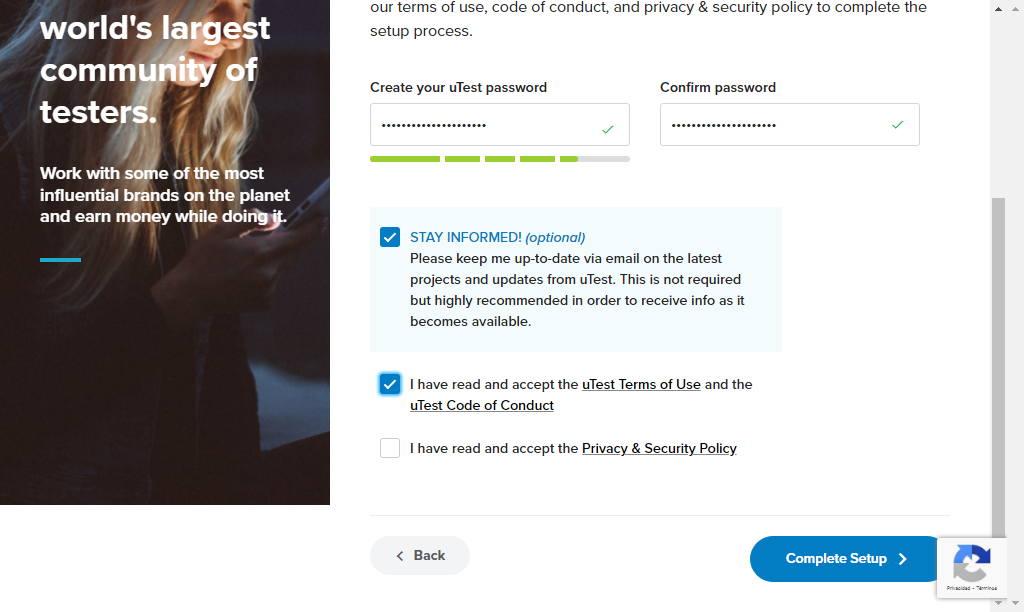 world's largest
community of
testers.
Work with some of the most
influential brands on the planet
and earn money while doing it.
our terms of use, code of conduct, and privacy & security policy to complete the
setup process.
Create your uTest password
Confirm password
STAY INFORMED! (optional)
Please keep me up-to-date via email on the latest
projects and updates from uTest. This is not required
but highly recommended in order to receive info as it
becomes available.
I have read and accept the uTest Terms of Use and the
uTest Code of Conduct
I have read and accept the Privacy & Security Policy
Back
Complete Setup
Privacidad - Términos